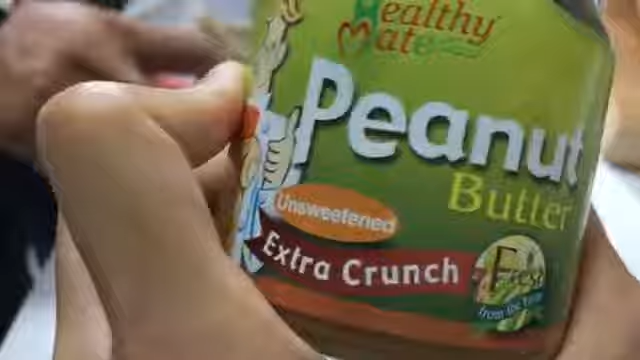 Healthy
Mate
Peanut
Butter
Unsweetened
Extra Crunch
Fresh
from the Farm